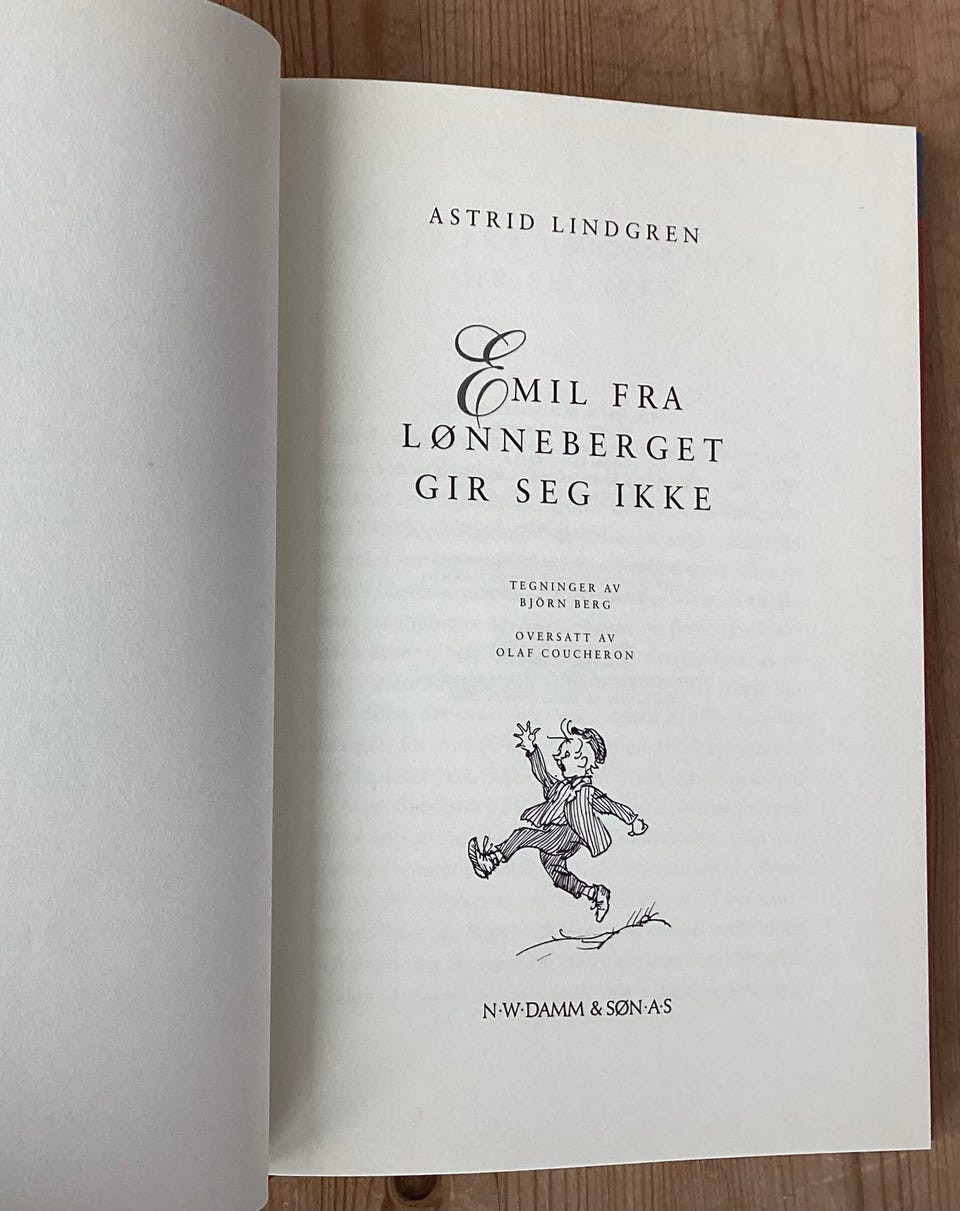 ASTRID LINDGREN
EMIL FRA
LØNNEBERGET
GIR SEG IKKE
TEGNINGER AV
BJÖRN BERG
OVERSATT AV
OLAF COUCHERON
N·W·DAMM & SØN·A·S